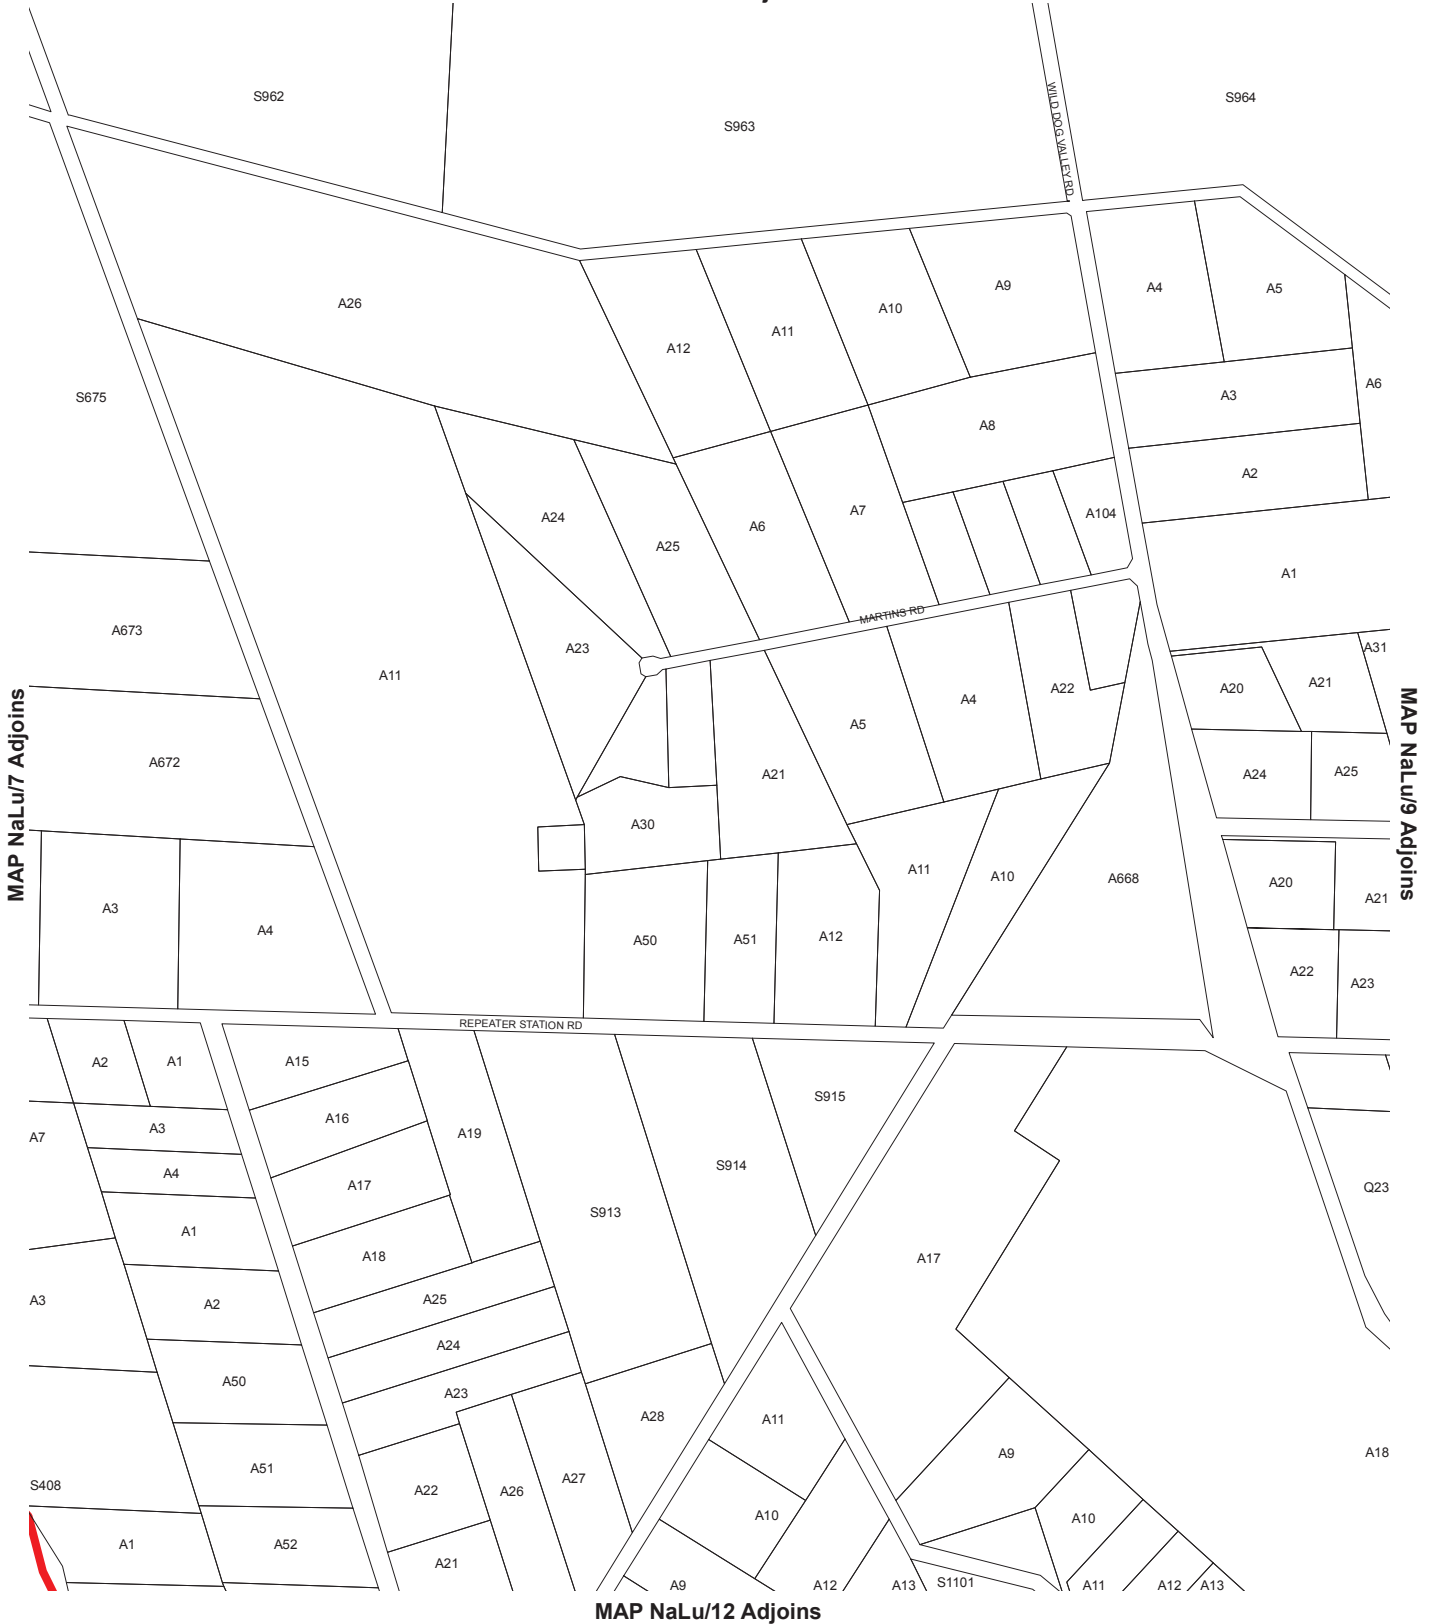 S962
S963
WILD DOG VALLEY RD
S964
A26
A12
A11
A10
A9
A4
A5
S675
A6
A3
A8
A2
A24
A25
A6
A7
A104
A1
MARTINS RD
A673
A23
A11
A31
A20
A21
A5
A4
A22
MAP NaLu/7 Adjoins
MAP NaLu/9 Adjoins
A672
A21
A24
A25
A30
A11
A10
A668
A20
A21
A3
A4
A50
A51
A12
A22
A23
REPEATER STATION RD
A2
A1
A15
A16
A19
S915
A7
A3
A4
A17
S914
Q23
A1
A18
S913
A17
A3
A2
A25
A24
A50
A23
A28
A11
A9
A18
S408
A51
A22
A26
A27
A10
A10
A1
A52
A21
A9
A12
A13
S1101
A11
A12
A13
MAP NaLu/12 Adjoins